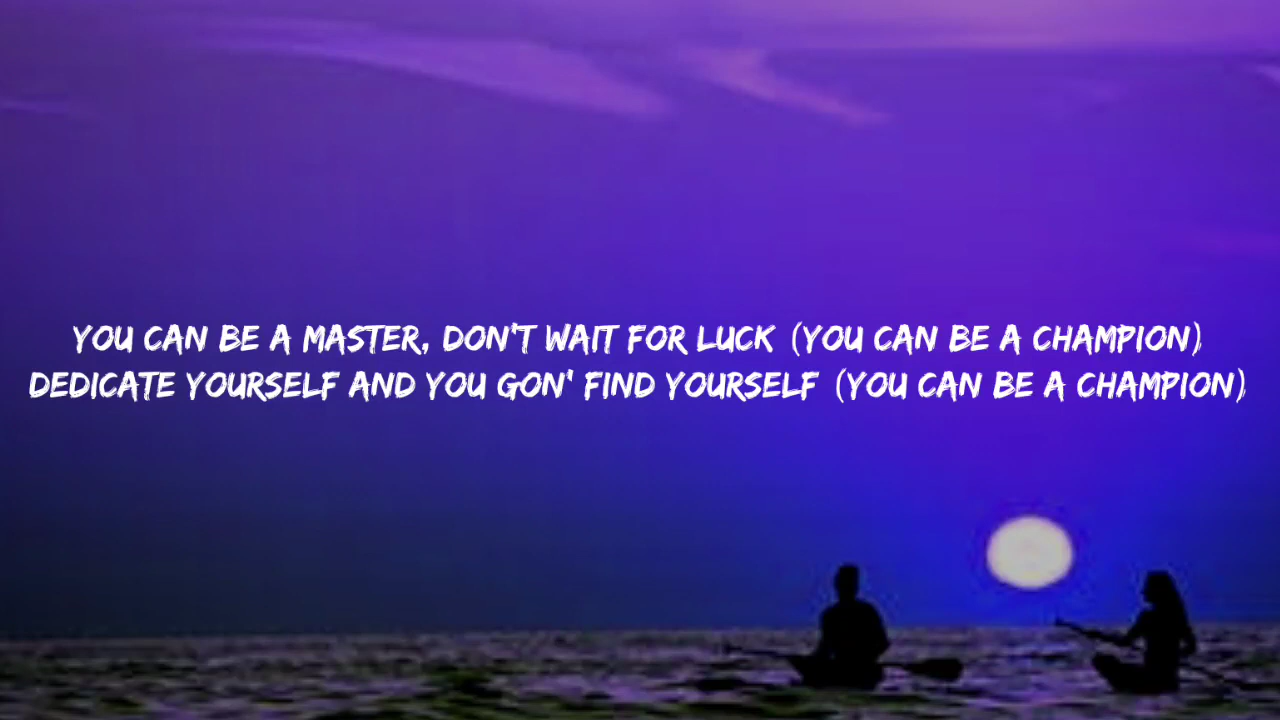 YOU CAN BE A MASTER, DON'T WAIT FOR LUCK (YOU CAN BE A CHAMPION)
DEDICATE YOURSELF AND YOU GON' FIND YOURSELF (YOU CAN BE A CHAMPION)